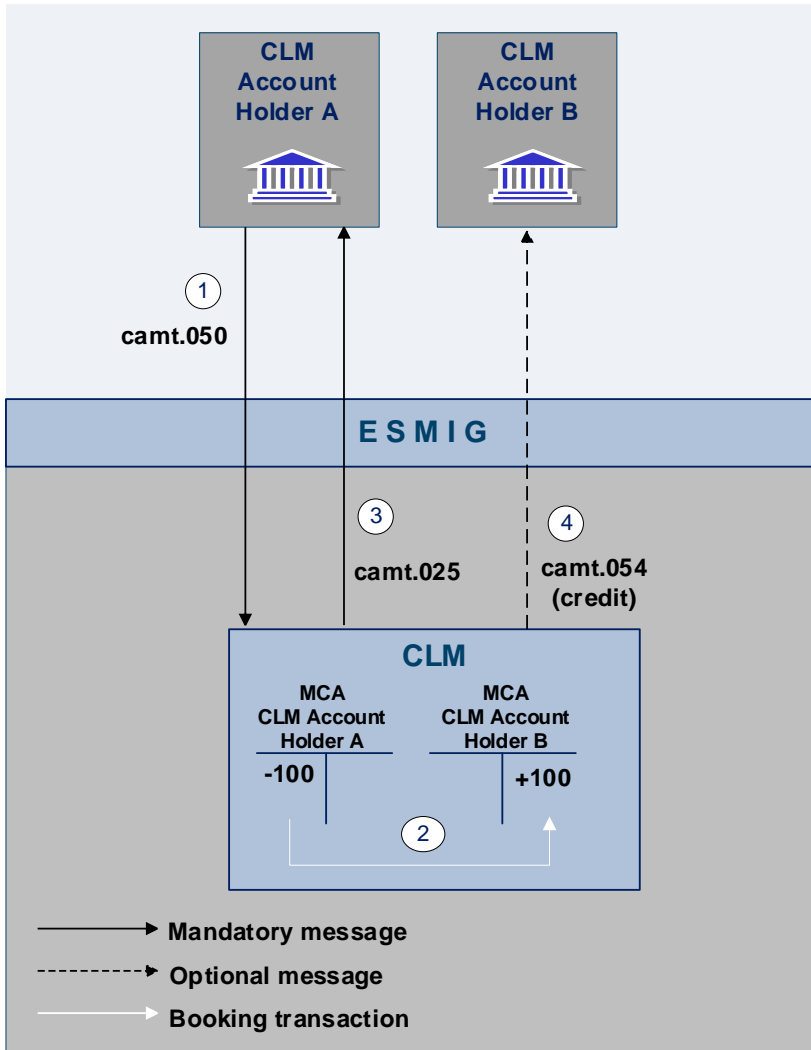 CLM
Account
Holder A
CLM
Account
Holder B
1
camt.050
E S M I G
3
camt.025
4
camt.054
(credit)
CLM
MCA
CLM Account
Holder A
MCA
CLM Account
Holder B
-100
+100
2
Mandatory message
Optional message
Booking transaction